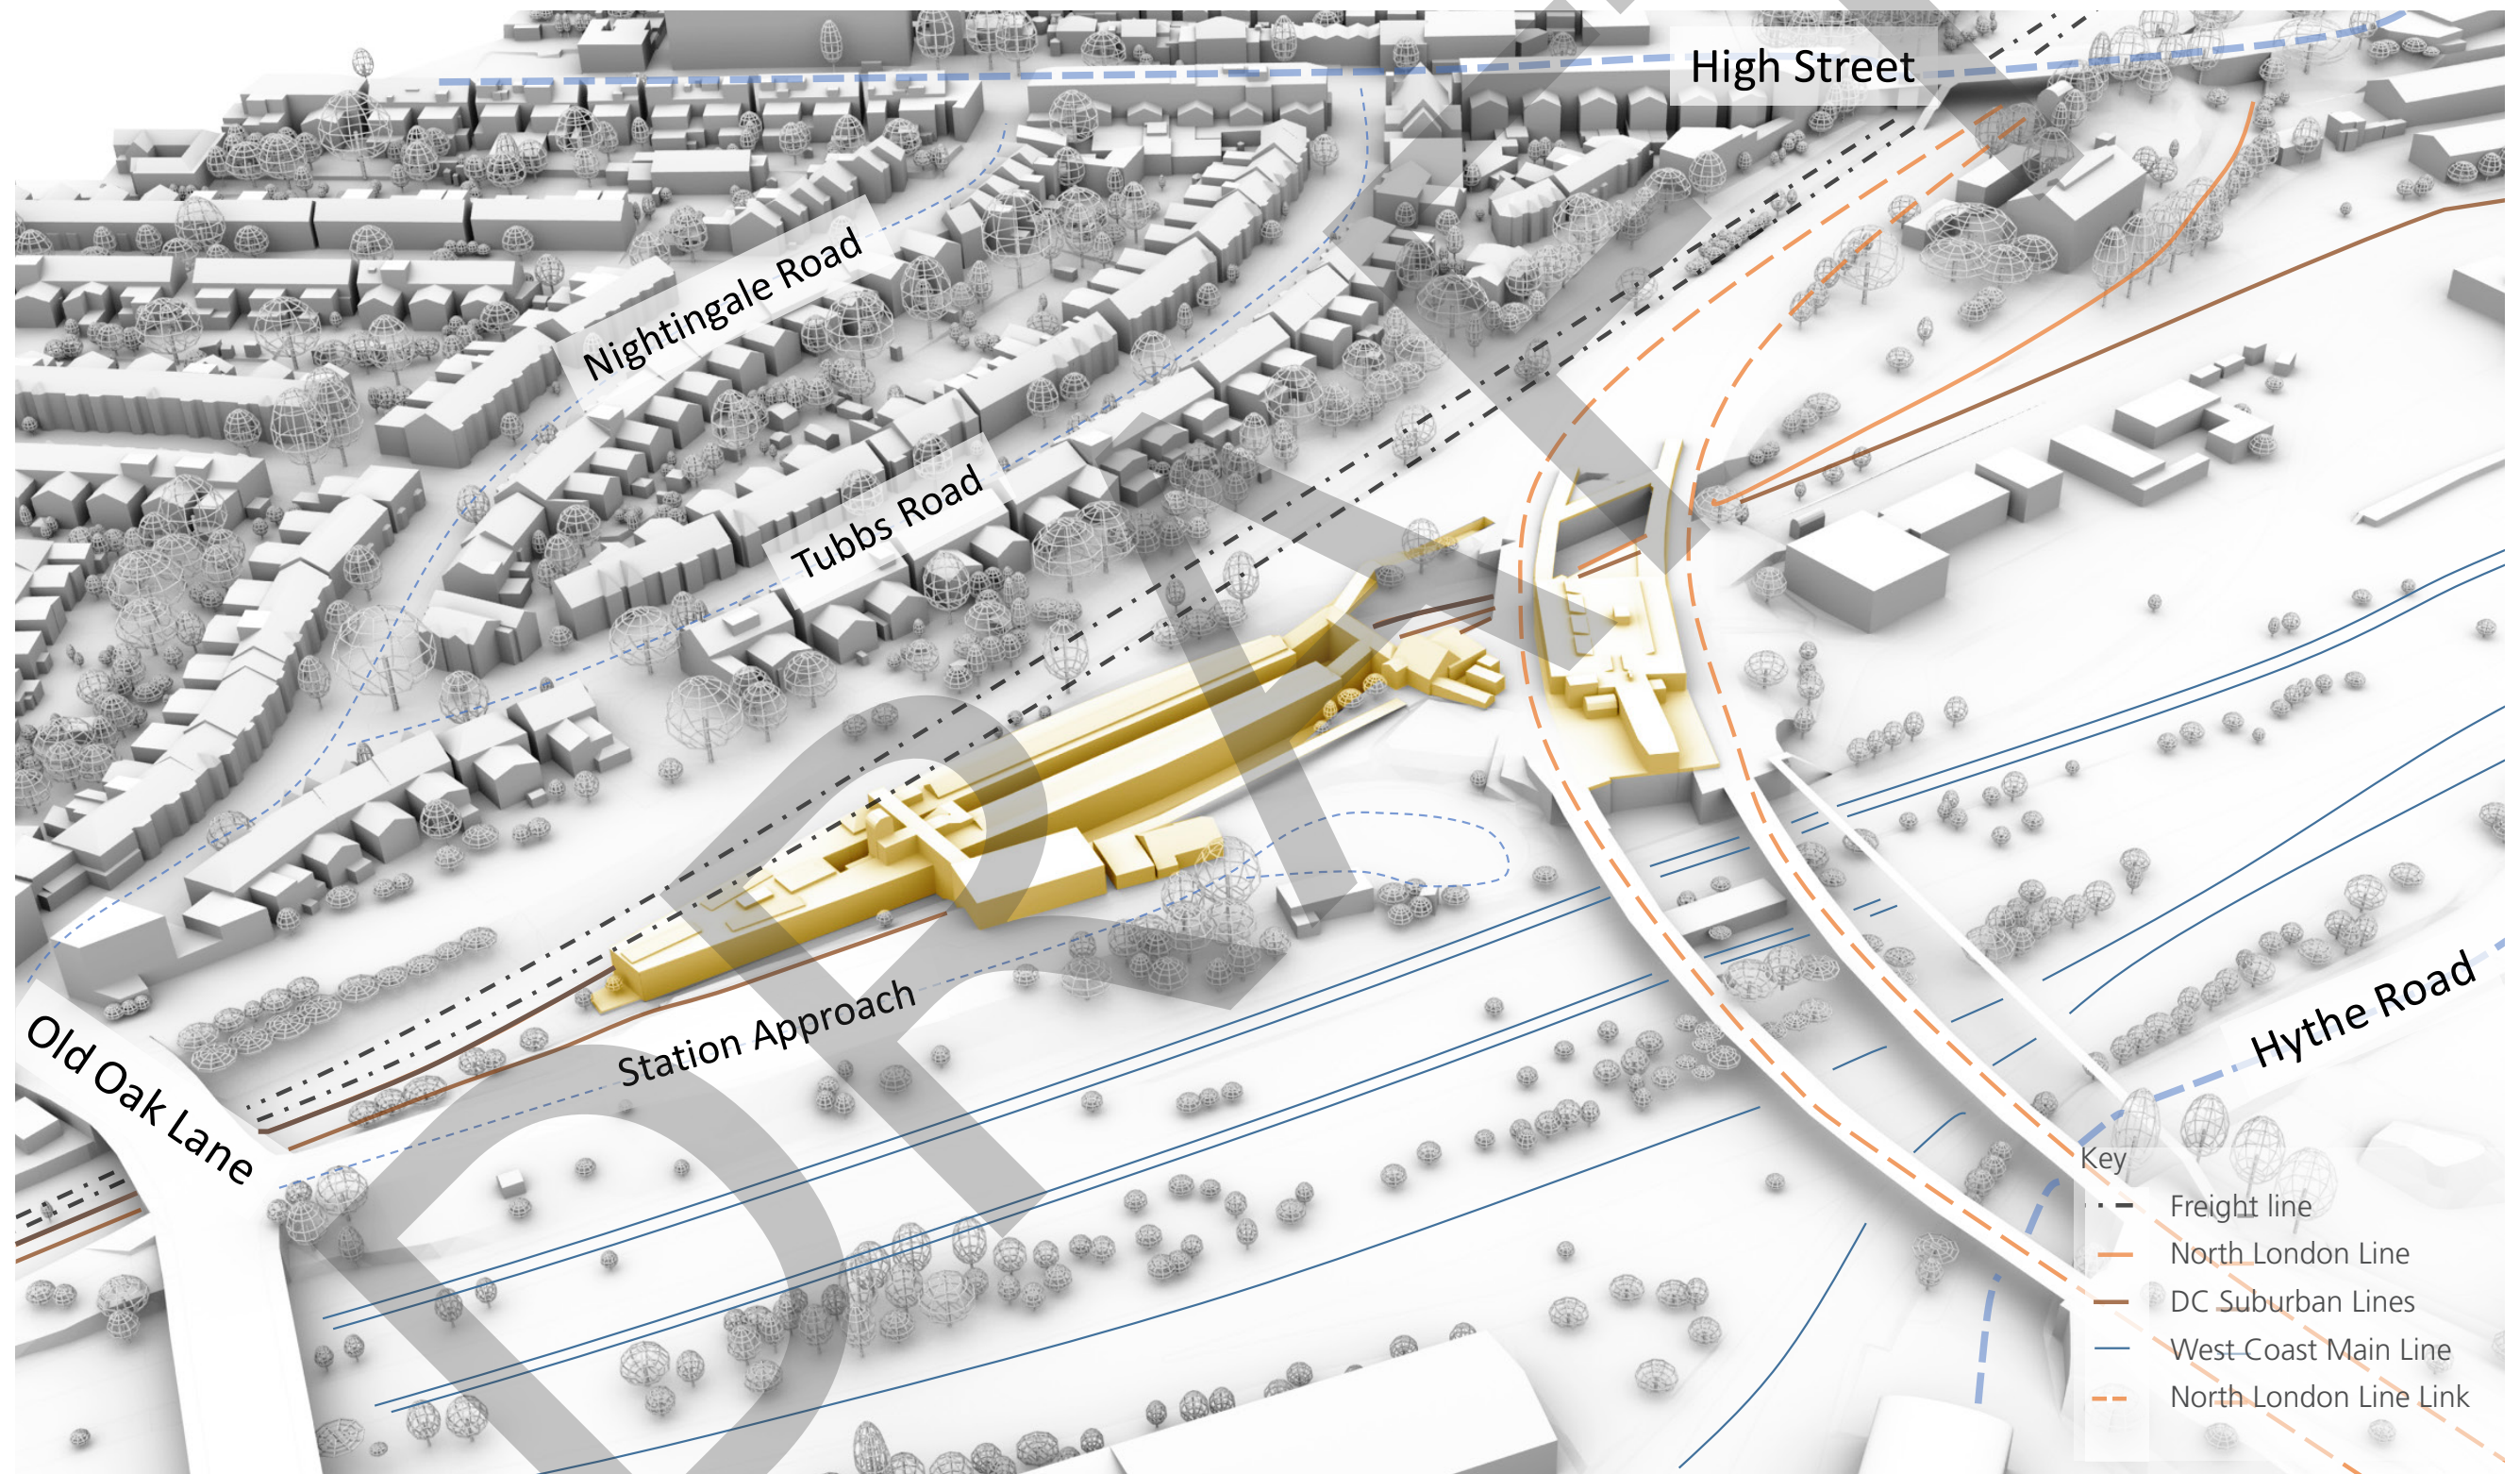 High Street
Nightingale Road
Tubbs Road
Station Approach
Old Oak Lane
Hythe Road
Key
Freight line
North London Line
DC Suburban Lines
West Coast Main Line
North London Line Link